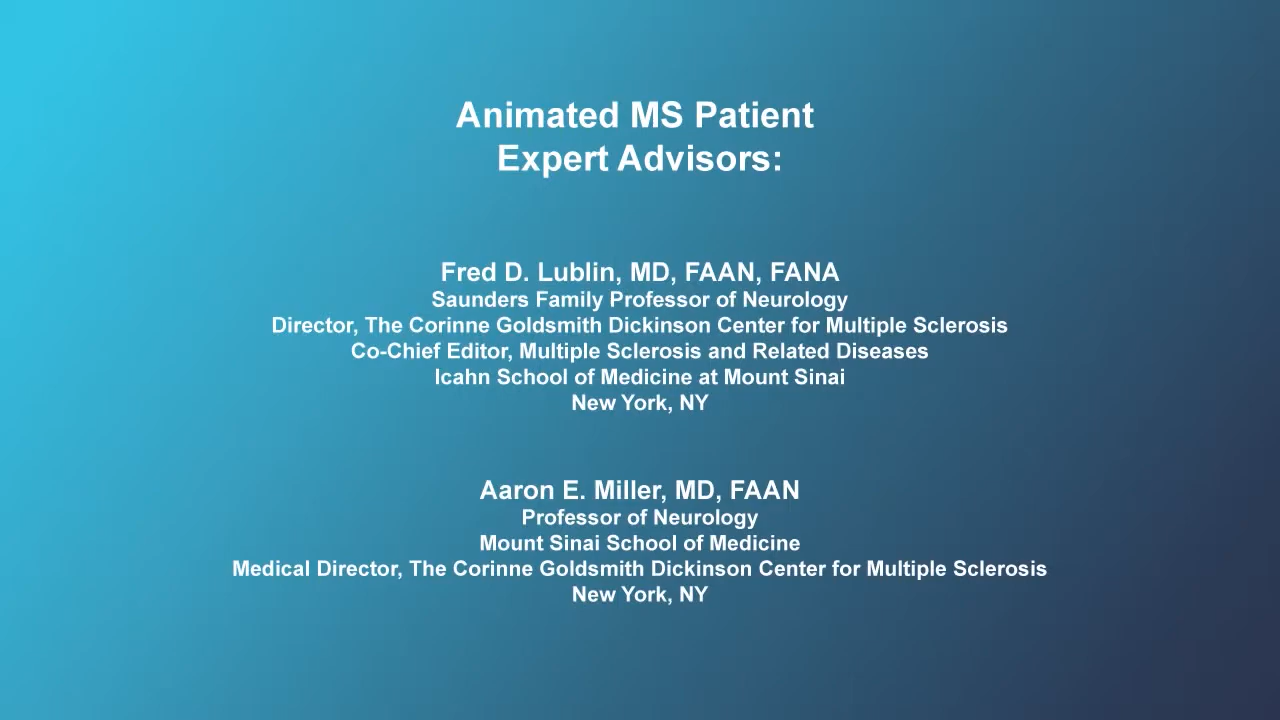 Animated MS Patient
Expert Advisors:
Fred D. Lublin, MD, FAAN, FANA
Saunders Family Professor of Neurology
Director, The Corinne Goldsmith Dickinson Center for Multiple Sclerosis
Co-Chief Editor, Multiple Sclerosis and Related Diseases
Icahn School of Medicine at Mount Sinai
New York, NY
Aaron E. Miller, MD, FAAN
Professor of Neurology
Mount Sinai School of Medicine
Medical Director, The Corinne Goldsmith Dickinson Center for Multiple Sclerosis
New York, NY